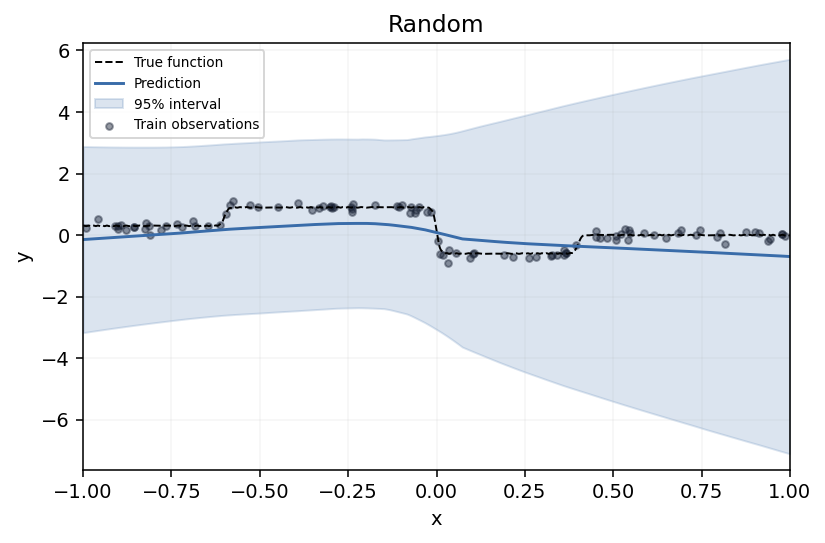 Random
True function
Prediction
95% interval
Train observations
y
6
4
2
0
−2
−4
−6
−1.00 −0.75 −0.50 −0.25 0.00 0.25 0.50 0.75 1.00
x